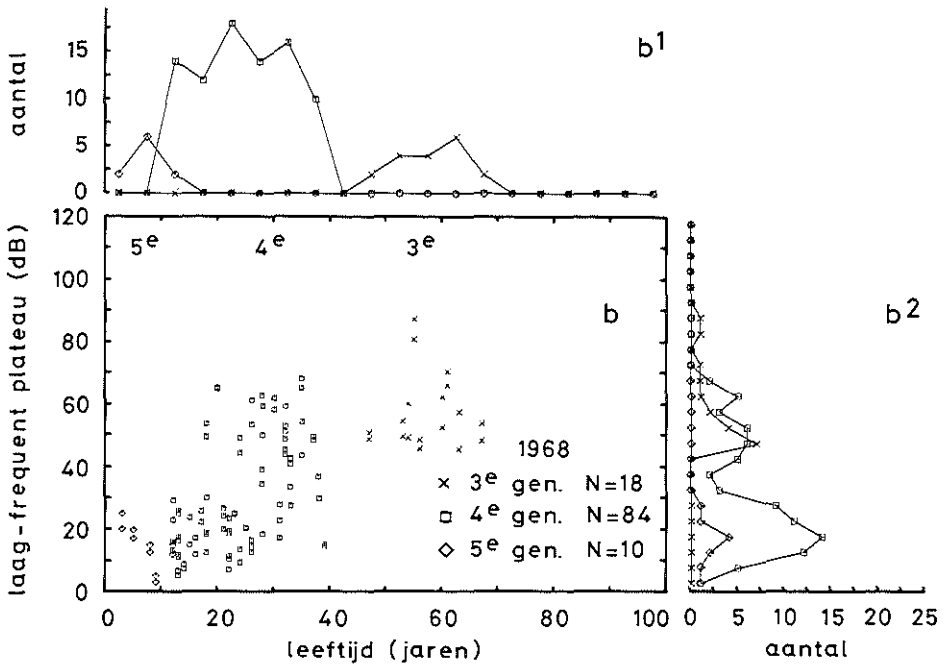 aantal
15
10
5
0
b1
laag-frequent plateau (dB)
120
100
80
60
40
20
0
5e 4e 3e
b
1968
× 3e gen. N=18
□ 4e gen. N=84
◇ 5e gen. N=10
0 20 40 60 80 100
leeftijd (jaren)
b2
0 5 10 15 20 25
aantal